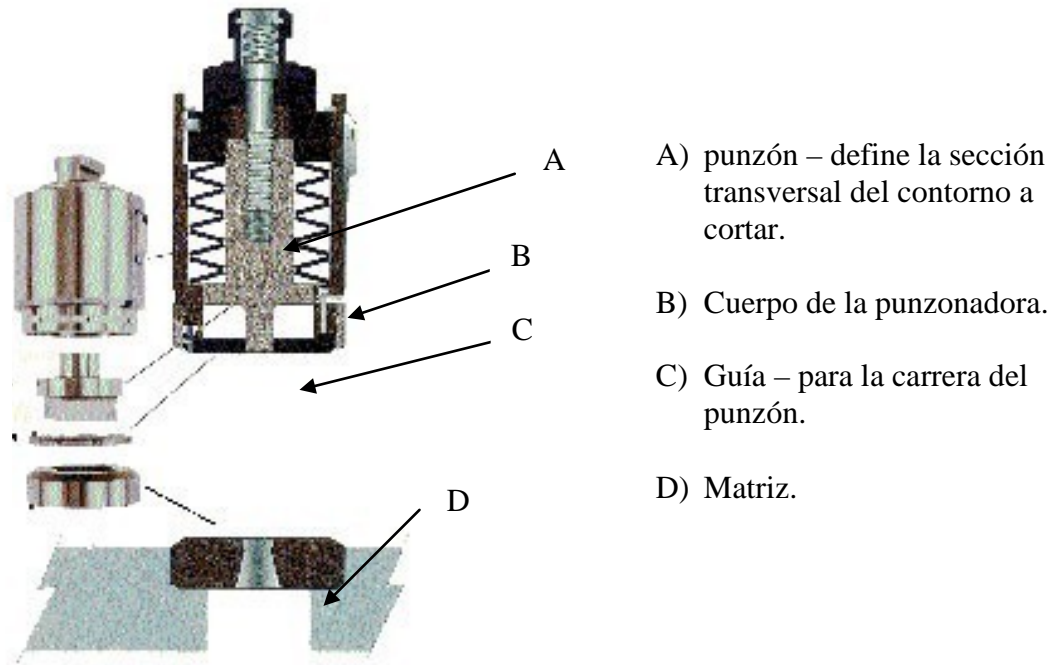 A
B
C
D
A) punzón – define la sección
transversal del contorno a
cortar.
B) Cuerpo de la punzonadora.
C) Guía – para la carrera del
punzón.
D) Matriz.